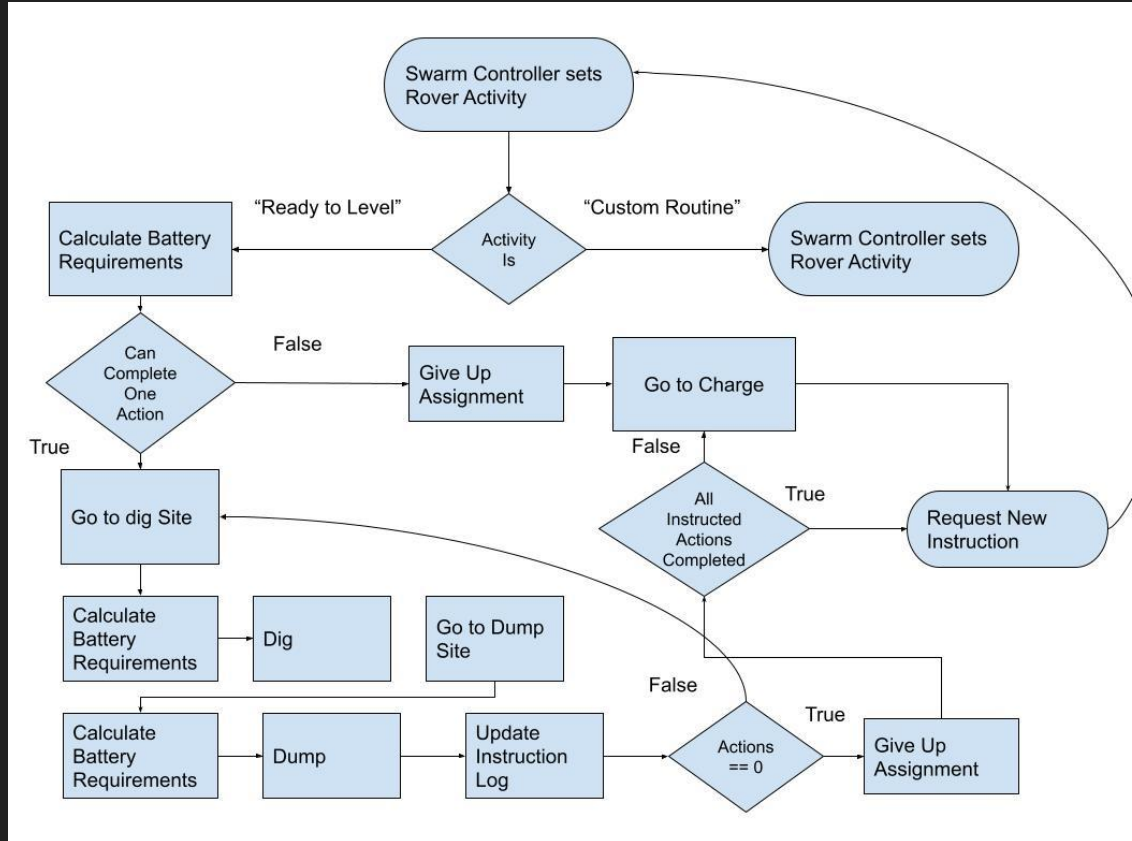 Swarm Controller sets
Rover Activity
“Ready to Level”
“Custom Routine”
Calculate Battery
Requirements
Activity
Is
Swarm Controller sets
Rover Activity
Can
Complete
One
Action
False
Give Up
Assignment
Go to Charge
True
False
Go to dig Site
All
Instructed
Actions
Completed
True
Request New
Instruction
Calculate
Battery
Requirements
Dig
Go to Dump
Site
False
True
Calculate
Battery
Requirements
Dump
Update
Instruction
Log
Actions
== 0
Give Up
Assignment